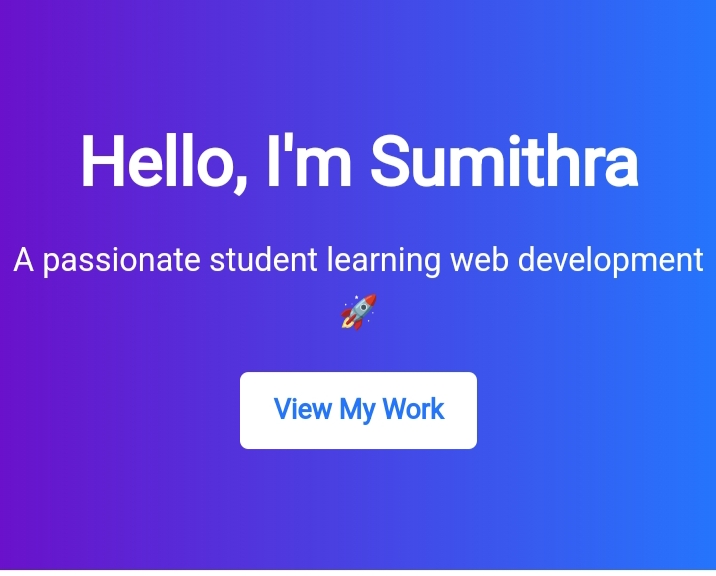 Hello, I'm Sumithra
A passionate student learning web development
🚀
View My Work